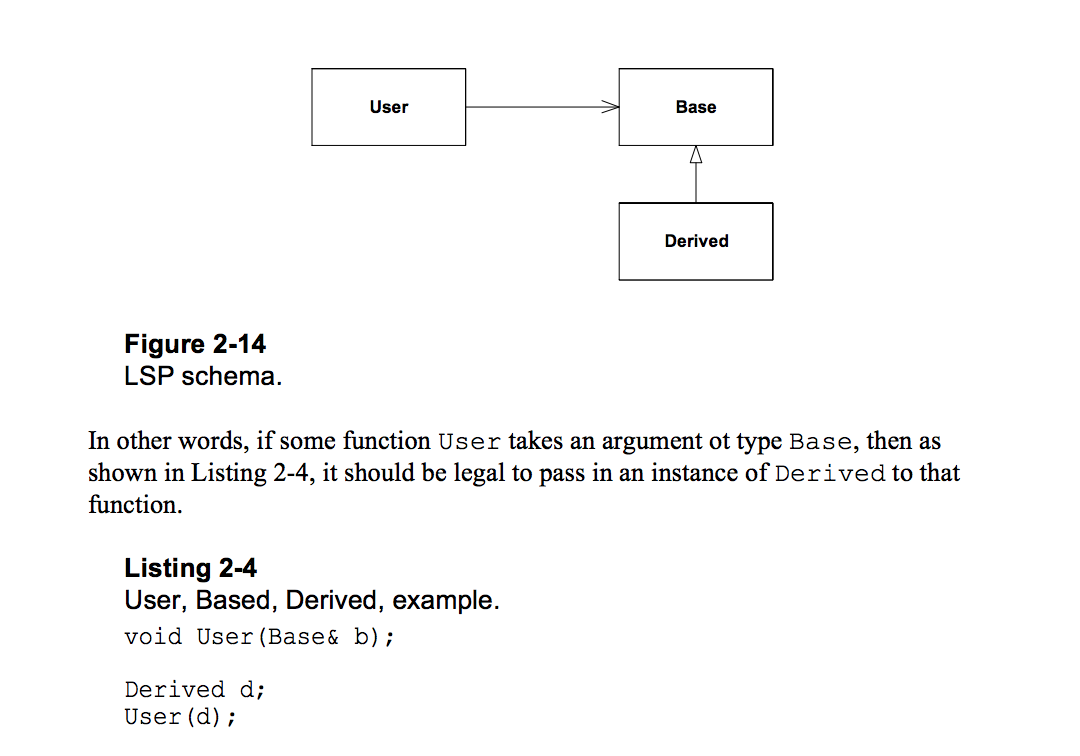 User
Base
Derived
Figure 2-14
LSP schema.
In other words, if some function User takes an argument ot type Base, then as
shown in Listing 2-4, it should be legal to pass in an instance of Derived to that
function.
Listing 2-4
User, Based, Derived, example.
void User(Base& b);
Derived d;
User(d);